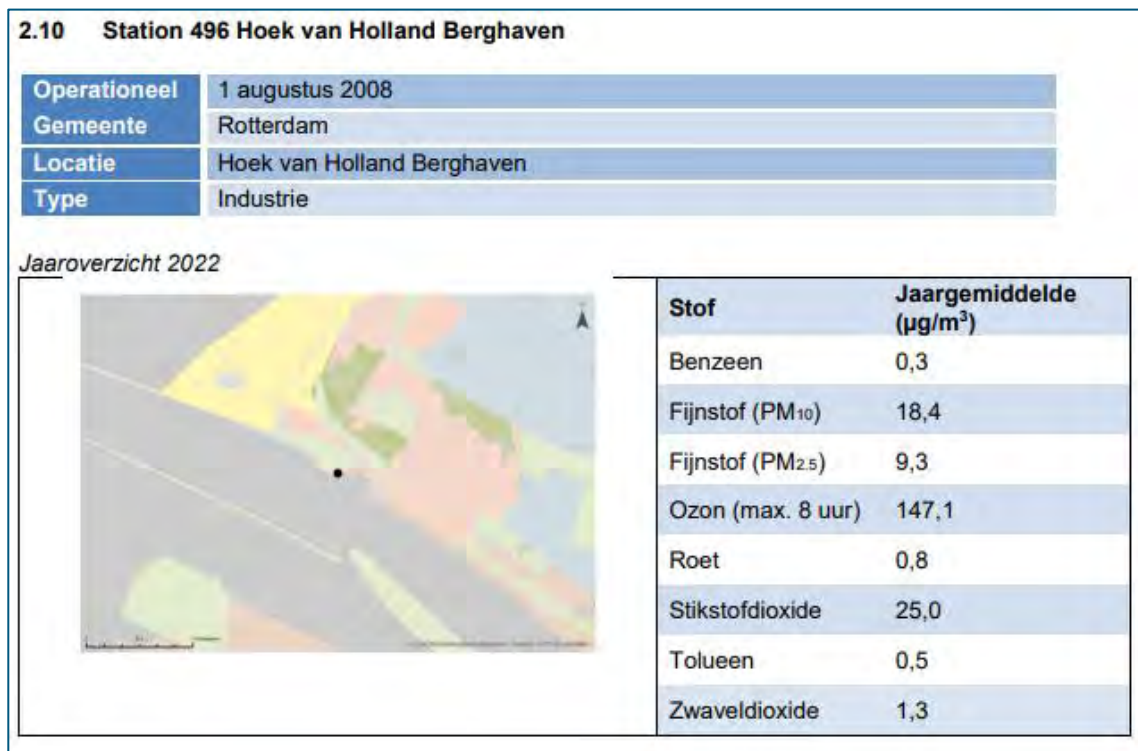 2.10 Station 496 Hoek van Holland Berghaven
Operationeel 1 augustus 2008
Gemeente Rotterdam
Locatie Hoek van Holland Berghaven
Type Industrie
Jaaroverzicht 2022
Stof Jaargemiddelde
(µg/m³)
Benzeen 0,3
Fijnstof (PM₁₀) 18,4
Fijnstof (PM₂.₅) 9,3
Ozon (max. 8 uur) 147,1
Roet 0,8
Stikstofdioxide 25,0
Tolueen 0,5
Zwaveldioxide 1,3